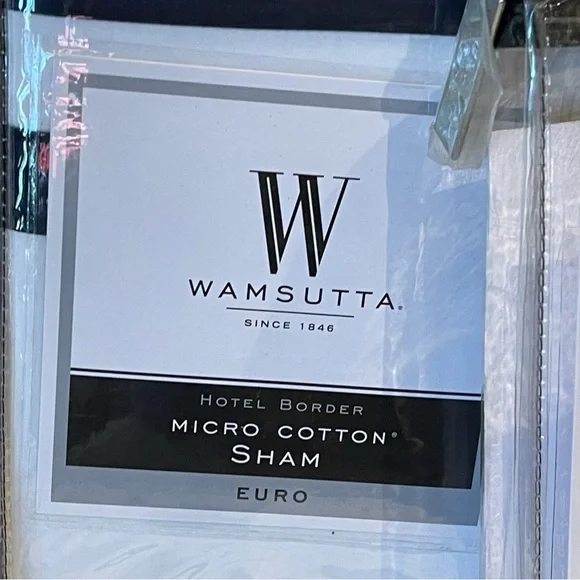 W
WAMSUTTA®
SINCE 1846
HOTEL BORDER
MICRO COTTON®
SHAM
EURO